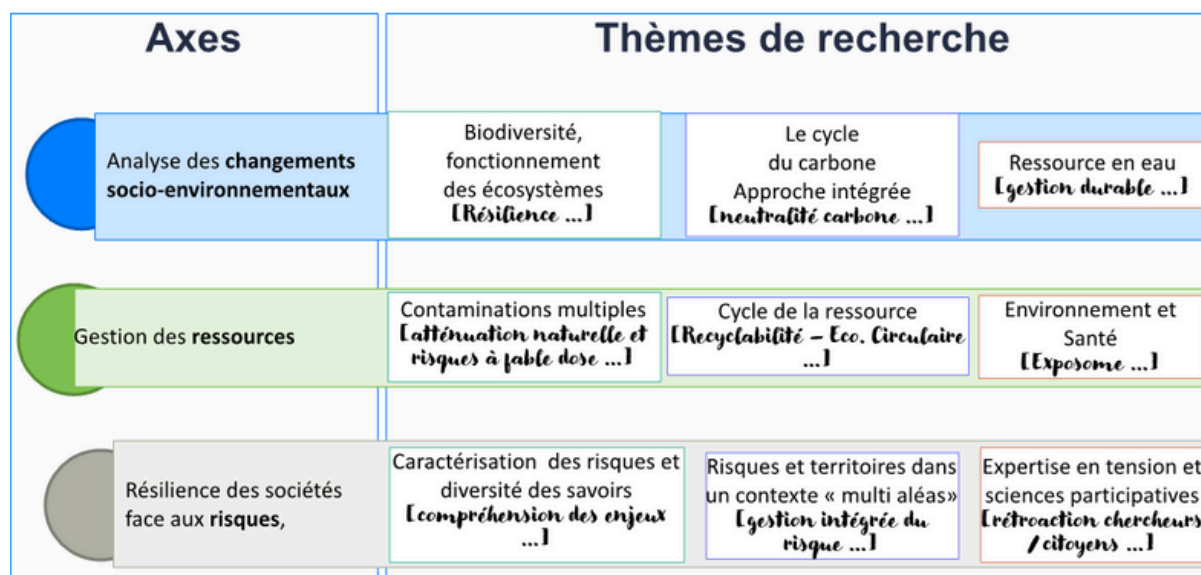 Axes
Thèmes de recherche
Analyse des changements
socio-environnementaux
Biodiversité,
fonctionnement
des écosystèmes
[Résilience ...]
Le cycle
du carbone
Approche intégrée
[neutralité carbone ...]
Ressource en eau
[gestion durable ...]
Gestion des ressources
Contaminations multiples
[atténuation naturelle et
risques à fable dose ...]
Cycle de la ressource
[Recyclabilité – Eco. Circulaire
...]
Environnement et
Santé
[Exposome ...]
Résilience des sociétés
face aux risques,
Caractérisation des risques et
diversité des savoirs
[compréhension des enjeux
...]
Risques et territoires dans
un contexte « multi aléas»
[gestion intégrée du
risque ...]
Expertise en tension et
sciences participatives
[rétroaction chercheurs
/ citoyens ...]